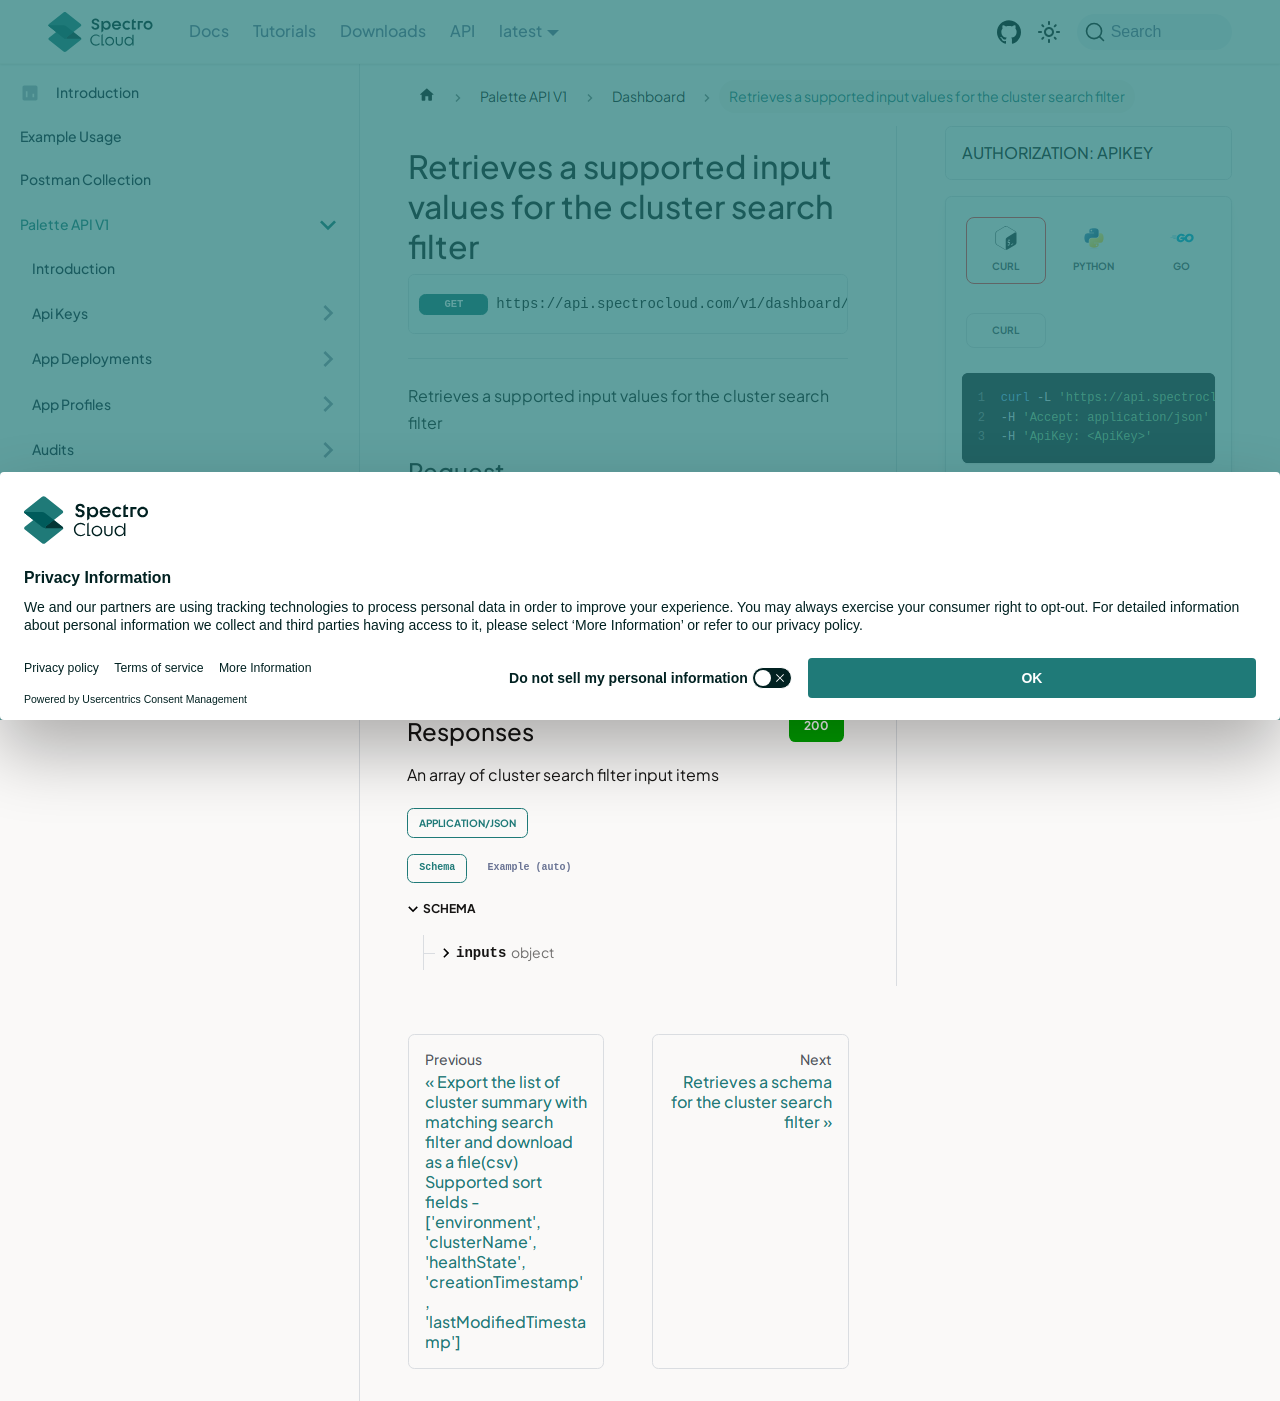 Spectro Cloud
Docs
Tutorials
Downloads
API
latest
Search
Introduction
Example Usage
Postman Collection
Palette API V1
Introduction
Api Keys
App Deployments
App Profiles
Audits
Palette API V1
Dashboard
Retrieves a supported input values for the cluster search filter
Retrieves a supported input
values for the cluster search
filter
GET https://api.spectrocloud.com/v1/dashboard/
Retrieves a supported input values for the cluster search
filter
Request
AUTHORIZATION: APIKEY
CURL
PYTHON
GO
CURL
1 curl -L 'https://api.spectrocl
2 -H 'Accept: application/json'
3 -H 'ApiKey: <ApiKey>'
Spectro
Cloud
Privacy Information
We and our partners are using tracking technologies to process personal data in order to improve your experience. You may always exercise your consumer right to opt-out. For detailed information
about personal information we collect and third parties having access to it, please select ‘More Information’ or refer to our privacy policy.
Privacy policy
Terms of service
More Information
Powered by Usercentrics Consent Management
Do not sell my personal information
OK
Responses
200
An array of cluster search filter input items
APPLICATION/JSON
Schema
Example (auto)
SCHEMA
inputs object
Previous
« Export the list of
cluster summary with
matching search
filter and download
as a file(csv)
Supported sort
fields -
['environment',
'clusterName',
'healthState',
'creationTimestamp'
,
'lastModifiedTimesta
mp']
Next
Retrieves a schema
for the cluster search
filter »